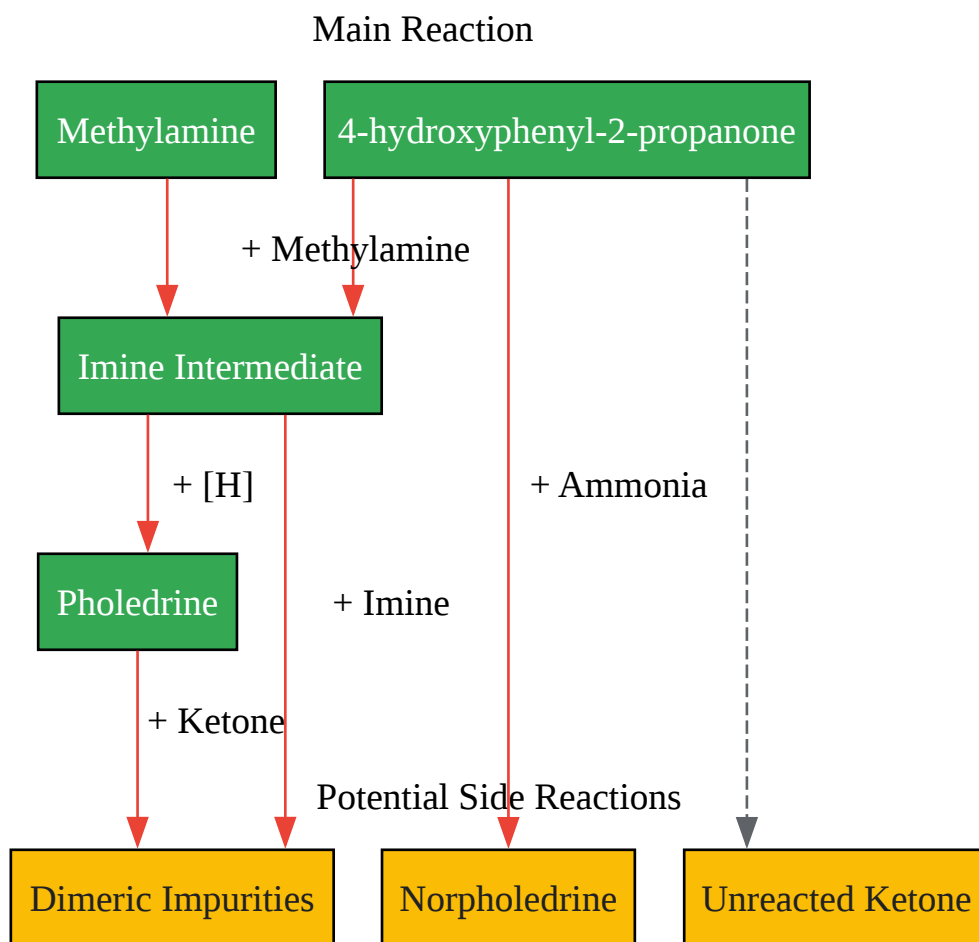 Main Reaction
Methylamine
4-hydroxyphenyl-2-propanone
+ Methylamine
Imine Intermediate
+ [H]
+ Ammonia
Pholedrine
+ Imine
+ Ketone
Potential Side Reactions
Dimeric Impurities
Norpholedrine
Unreacted Ketone